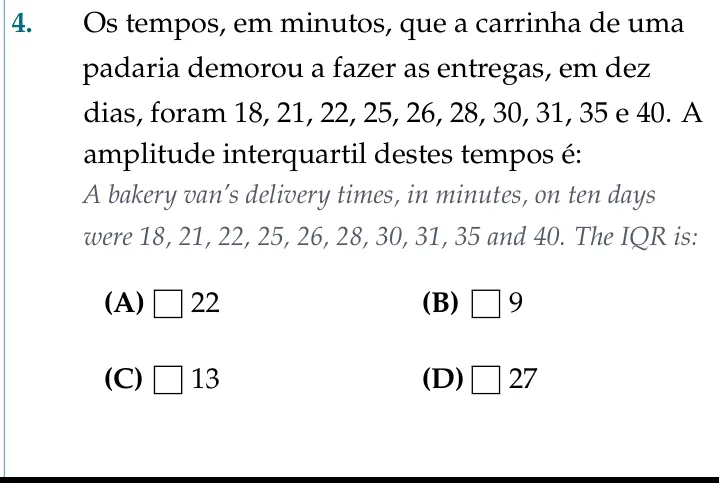 4. Os tempos, em minutos, que a carrinha de uma
padaria demorou a fazer as entregas, em dez
dias, foram 18, 21, 22, 25, 26, 28, 30, 31, 35 e 40. A
amplitude interquartil destes tempos é:
A bakery van's delivery times, in minutes, on ten days
were 18, 21, 22, 25, 26, 28, 30, 31, 35 and 40. The IQR is:
(A) □ 22 (B) □ 9
(C) □ 13 (D) □ 27